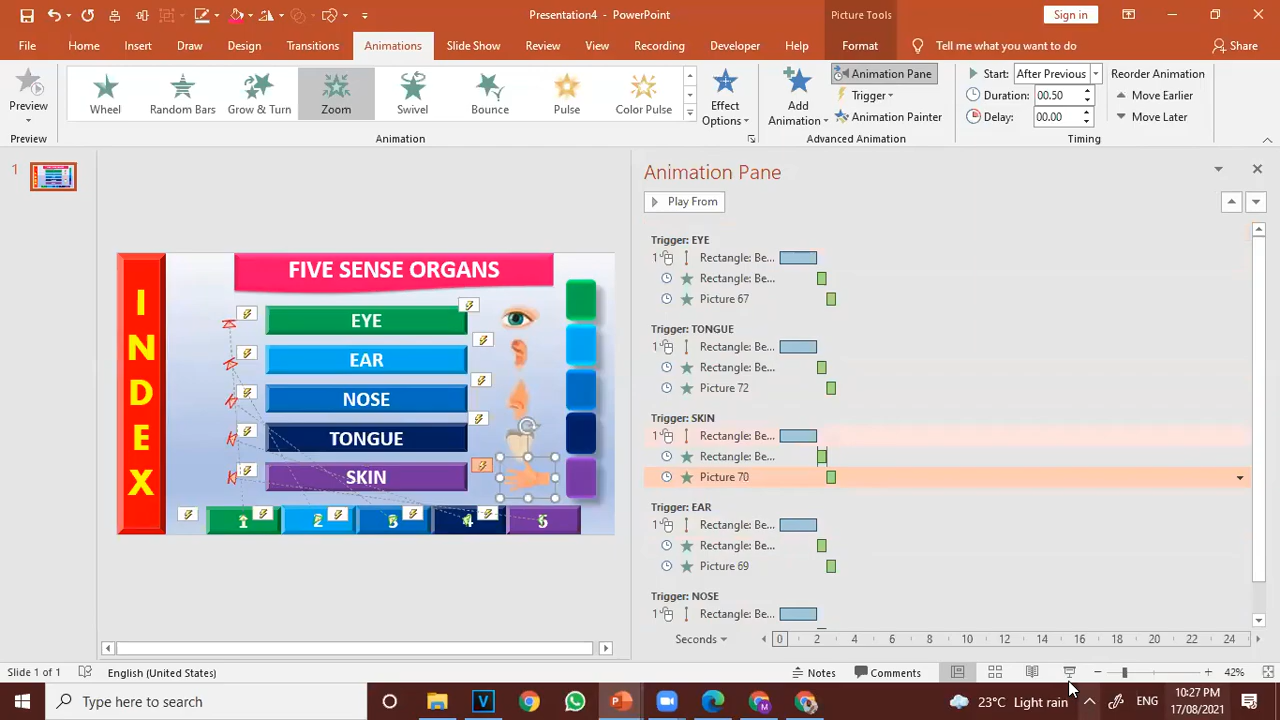 Presentation4 - PowerPoint
Picture Tools
Sign in
File
Home
Insert
Draw
Design
Transitions
Animations
Slide Show
Review
View
Recording
Developer
Help
Format
Tell me what you want to do
Share
Preview
Preview
Wheel
Random Bars
Grow & Turn
Zoom
Swivel
Bounce
Pulse
Color Pulse
Animation
Effect
Options
Add
Animation
Animation Pane
Trigger
Animation Painter
Advanced Animation
Start: After Previous
Duration: 00.50
Delay: 00.00
Timing
Reorder Animation
Move Earlier
Move Later
1
INDEX
FIVE SENSE ORGANS
EYE
EAR
NOSE
TONGUE
SKIN
1 2 3 4 5
Animation Pane
Play From
Trigger: EYE
1 Rectangle: Be...
Rectangle: Be...
Picture 67
Trigger: TONGUE
1 Rectangle: Be...
Rectangle: Be...
Picture 72
Trigger: SKIN
1 Rectangle: Be...
Rectangle: Be...
Picture 70
Trigger: EAR
1 Rectangle: Be...
Rectangle: Be...
Picture 69
Trigger: NOSE
1 Rectangle: Be...
Seconds 0 2 4 6 8 10 12 14 16 18 20 22 24
Slide 1 of 1
English (United States)
Notes
Comments
42%
Type here to search
23°C Light rain
ENG
10:27 PM
17/08/2021